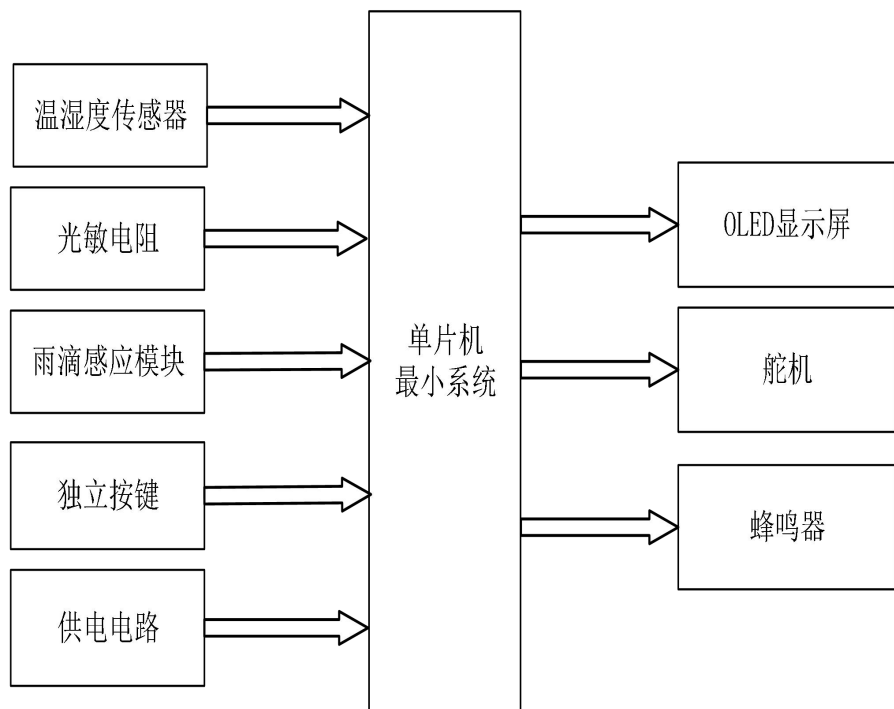 温湿度传感器
光敏电阻
雨滴感应模块
独立按键
供电电路
单片机
最小系统
OLED显示屏
舵机
蜂鸣器